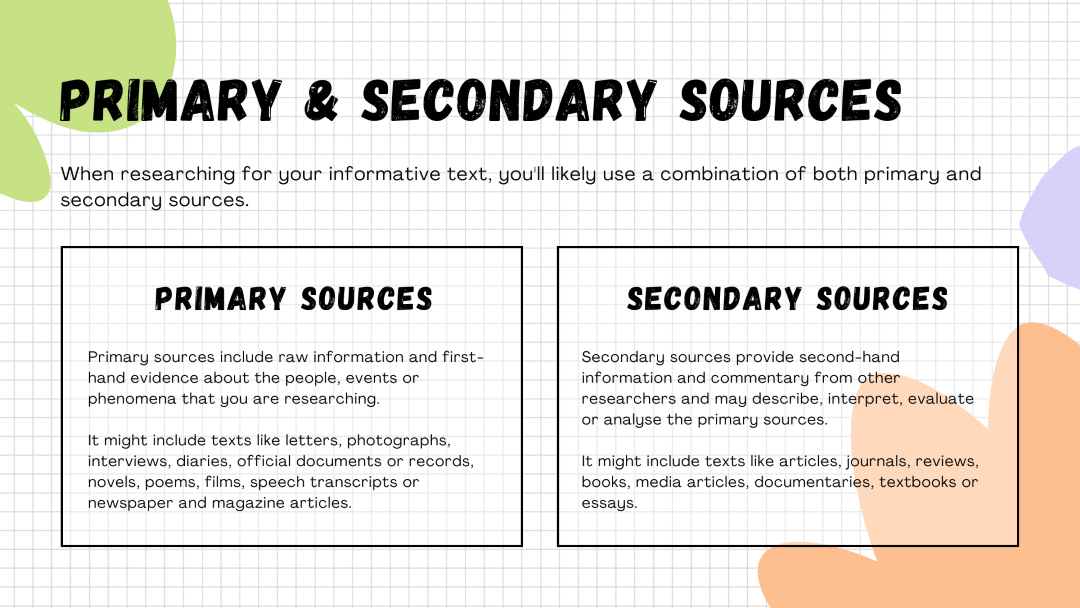 PRIMARY & SECONDARY SOURCES
When researching for your informative text, you'll likely use a combination of both primary and
secondary sources.
PRIMARY SOURCES
Primary sources include raw information and first-
hand evidence about the people, events or
phenomena that you are researching.
It might include texts like letters, photographs,
interviews, diaries, official documents or records,
novels, poems, films, speech transcripts or
newspaper and magazine articles.
SECONDARY SOURCES
Secondary sources provide second-hand
information and commentary from other
researchers and may describe, interpret, evaluate
or analyse the primary sources.
It might include texts like articles, journals, reviews,
books, media articles, documentaries, textbooks or
essays.